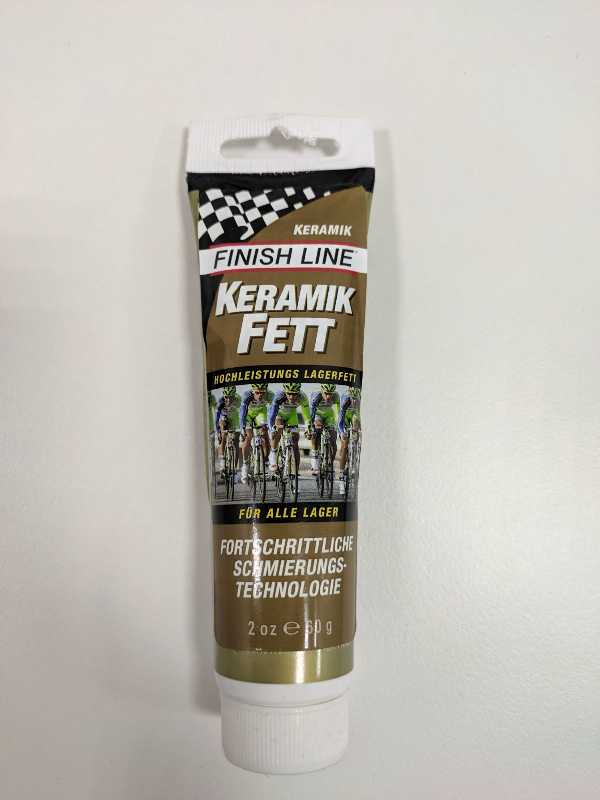 KERAMIK
FINISH LINE
KERAMIK
FETT
HOCHLEISTUNGS LAGERFETT
FÜR ALLE LAGER
FORTSCHRITTLICHE
SCHMIERUNGS-
TECHNOLOGIE
2 oz ℮ 60 g